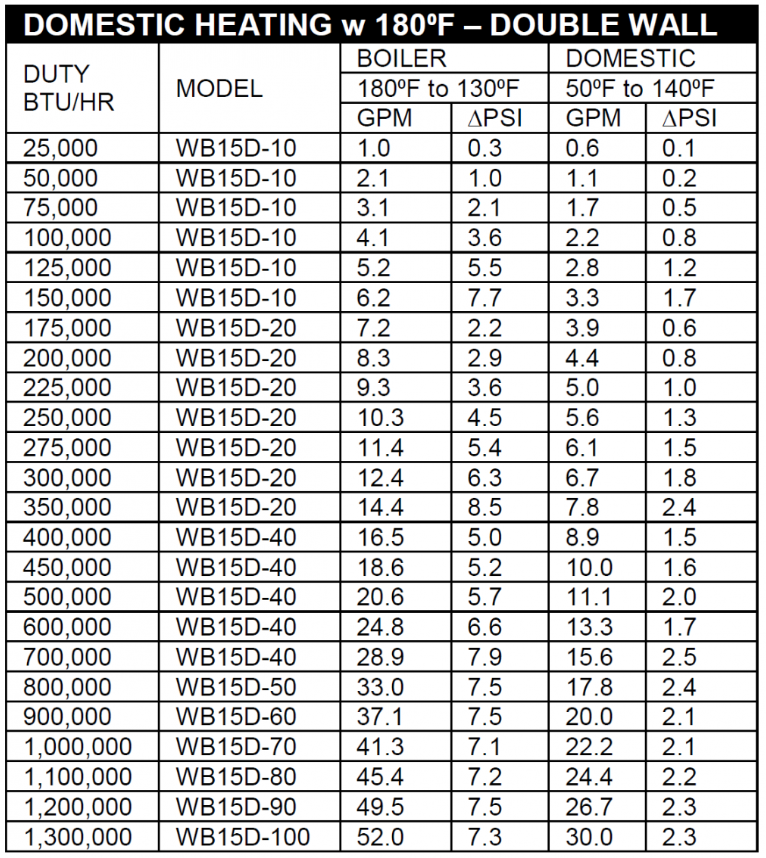 DOMESTIC HEATING w 180ºF – DOUBLE WALL
DUTY BTU/HR MODEL BOILER DOMESTIC
180ºF to 130ºF 50ºF to 140ºF
GPM ∆PSI GPM ∆PSI
25,000 WB15D-10 1.0 0.3 0.6 0.1
50,000 WB15D-10 2.1 1.0 1.1 0.2
75,000 WB15D-10 3.1 2.1 1.7 0.5
100,000 WB15D-10 4.1 3.6 2.2 0.8
125,000 WB15D-10 5.2 5.5 2.8 1.2
150,000 WB15D-10 6.2 7.7 3.3 1.7
175,000 WB15D-20 7.2 2.2 3.9 0.6
200,000 WB15D-20 8.3 2.9 4.4 0.8
225,000 WB15D-20 9.3 3.6 5.0 1.0
250,000 WB15D-20 10.3 4.5 5.6 1.3
275,000 WB15D-20 11.4 5.4 6.1 1.5
300,000 WB15D-20 12.4 6.3 6.7 1.8
350,000 WB15D-20 14.4 8.5 7.8 2.4
400,000 WB15D-40 16.5 5.0 8.9 1.5
450,000 WB15D-40 18.6 5.2 10.0 1.6
500,000 WB15D-40 20.6 5.7 11.1 2.0
600,000 WB15D-40 24.8 6.6 13.3 1.7
700,000 WB15D-40 28.9 7.9 15.6 2.5
800,000 WB15D-50 33.0 7.5 17.8 2.4
900,000 WB15D-60 37.1 7.5 20.0 2.1
1,000,000 WB15D-70 41.3 7.1 22.2 2.1
1,100,000 WB15D-80 45.4 7.2 24.4 2.2
1,200,000 WB15D-90 49.5 7.5 26.7 2.3
1,300,000 WB15D-100 52.0 7.3 30.0 2.3